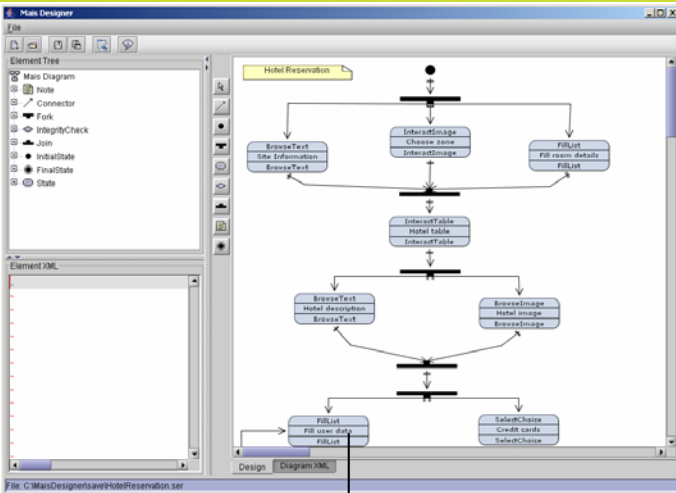 Mais Designer
File
Element Tree
Mais Diagram
Note
Connector
Fork
IntegrityCheck
Join
InitialState
FinalState
State
Element XML
Hotel Reservation
BrowseText
Site Information
BrowseText
InteractImage
Choose zone
InteractImage
FillList
Fill room details
FillList
InteractTable
Hotel table
InteractTable
BrowseText
Hotel description
BrowseText
BrowseImage
Hotel image
BrowseImage
FillList
Fill user data
FillList
SelectChoice
Credit cards
SelectChoice
Design Diagram XML
File: C:\MaisDesigner\save\HotelReservation.ser